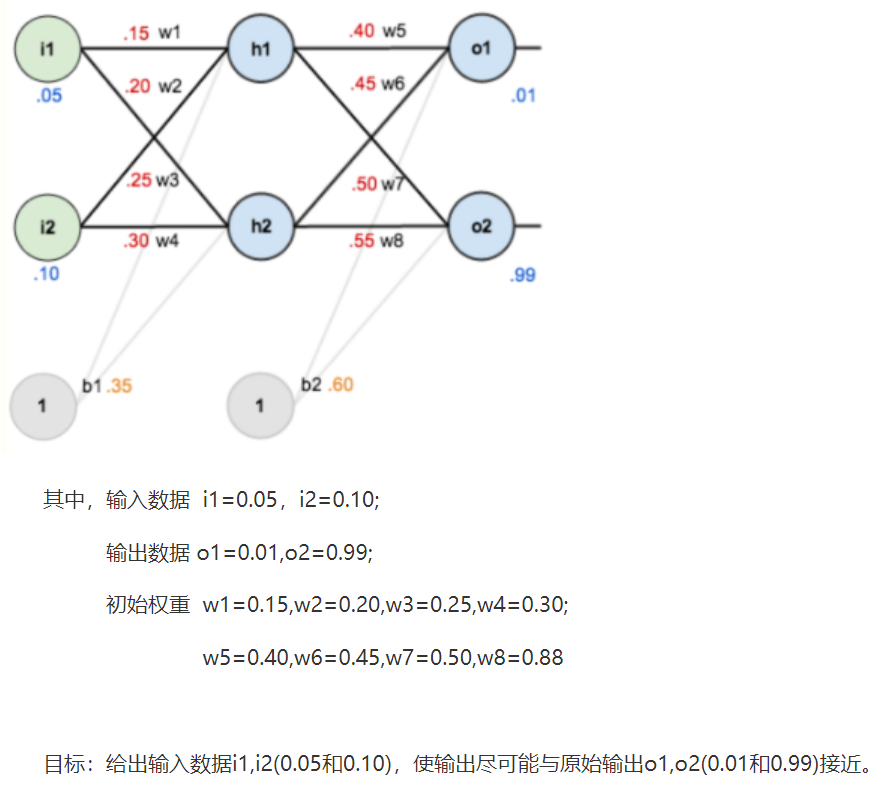 i1 .15 w1 h1 .40 w5 o1
.05 .20 w2 .45 w6 .01
.25 w3 .50 w7
i2 .30 w4 h2 .55 w8 o2
.10 .99
1 b1 .35 1 b2 .60
其中，输入数据 i1=0.05，i2=0.10;
输出数据 o1=0.01,o2=0.99;
初始权重 w1=0.15,w2=0.20,w3=0.25,w4=0.30;
w5=0.40,w6=0.45,w7=0.50,w8=0.88
目标：给出输入数据i1,i2(0.05和0.10)，使输出尽可能与原始输出o1,o2(0.01和0.99)接近。